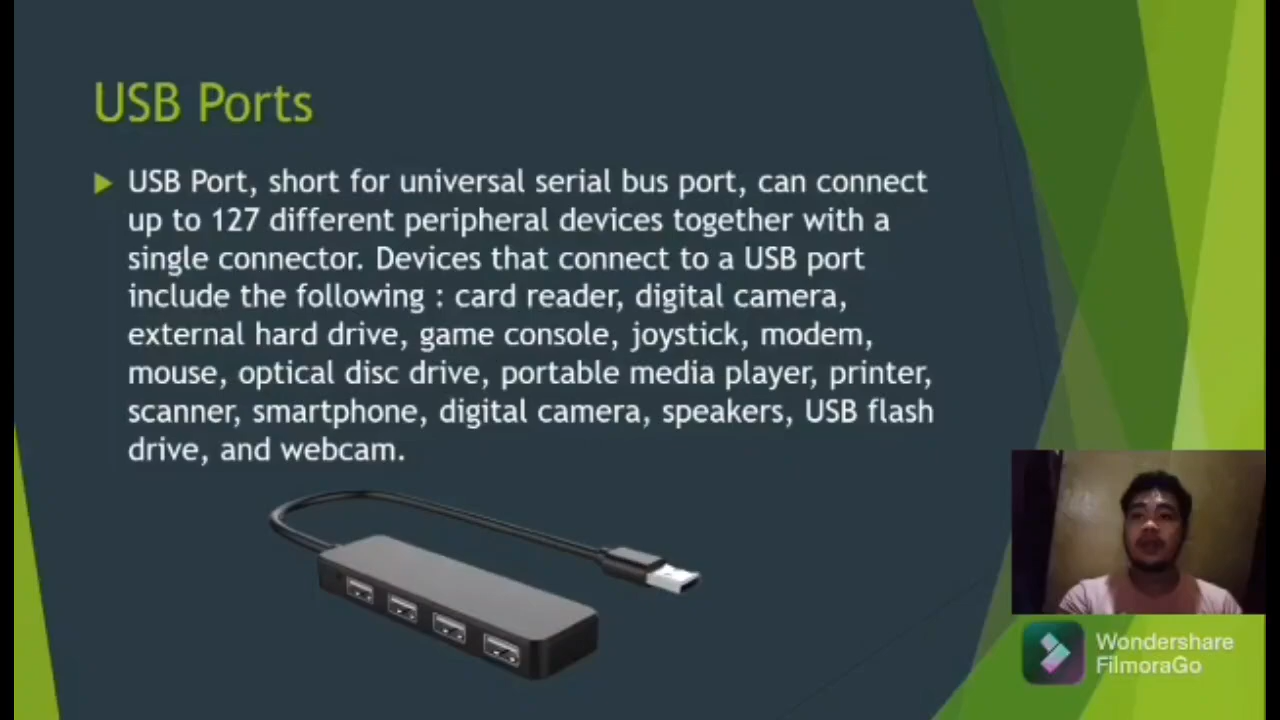 USB Ports
USB Port, short for universal serial bus port, can connect
up to 127 different peripheral devices together with a
single connector. Devices that connect to a USB port
include the following : card reader, digital camera,
external hard drive, game console, joystick, modem,
mouse, optical disc drive, portable media player, printer,
scanner, smartphone, digital camera, speakers, USB flash
drive, and webcam.
Wondershare
FilmoraGo